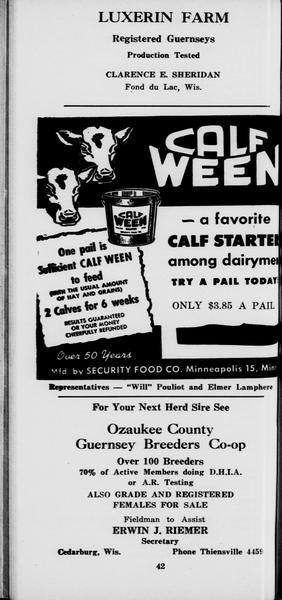 LUXERIN FARM
Registered Guernseys
Production Tested
CLARENCE E. SHERIDAN
Fond du Lac, Wis.
CALF
WEEN
CALF
WEEN
— a favorite
CALF STARTE
among dairyme
TRY A PAIL TODAY
ONLY $3.85 A PAIL
One pail is
Sufficient CALF WEEN
to feed
(WITH THE USUAL AMOUNT
OF HAY AND GRAINS)
2 Calves for 6 weeks
RESULTS GUARANTEED
OR YOUR MONEY
CHEERFULLY REFUNDED
Over 50 Years
Mfd. by SECURITY FOOD CO. Minneapolis 15, Minn
Representatives — "Will" Pouliot and Elmer Lamphere
For Your Next Herd Sire See
Ozaukee County
Guernsey Breeders Co-op
Over 100 Breeders
70% of Active Members doing D.H.I.A.
or A.R. Testing
ALSO GRADE AND REGISTERED
FEMALES FOR SALE
Fieldman to Assist
ERWIN J. RIEMER
Secretary
Cedarburg, Wis. Phone Thiensville 4459
42